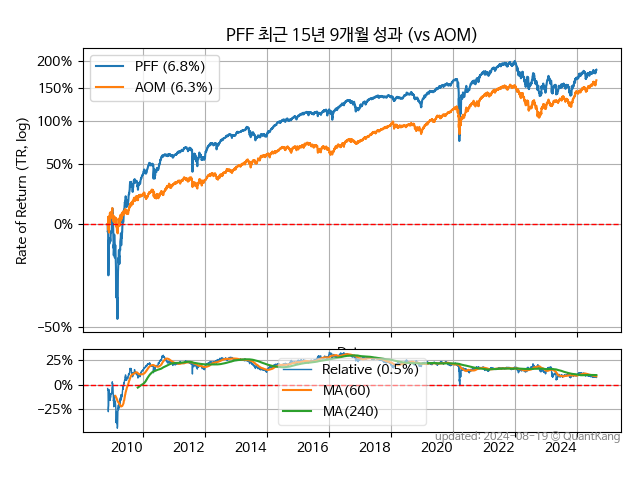 PFF 최근 15년 9개월 성과 (vs AOM)
Rate of Return (TR, log)
200%
150%
100%
50%
0%
−50%
PFF (6.8%)
AOM (6.3%)
25%
0%
−25%
Relative (0.5%)
MA(60)
MA(240)
2010 2012 2014 2016 2018 2020 2022 2024
updated: 2024-08-19 © QuantKang